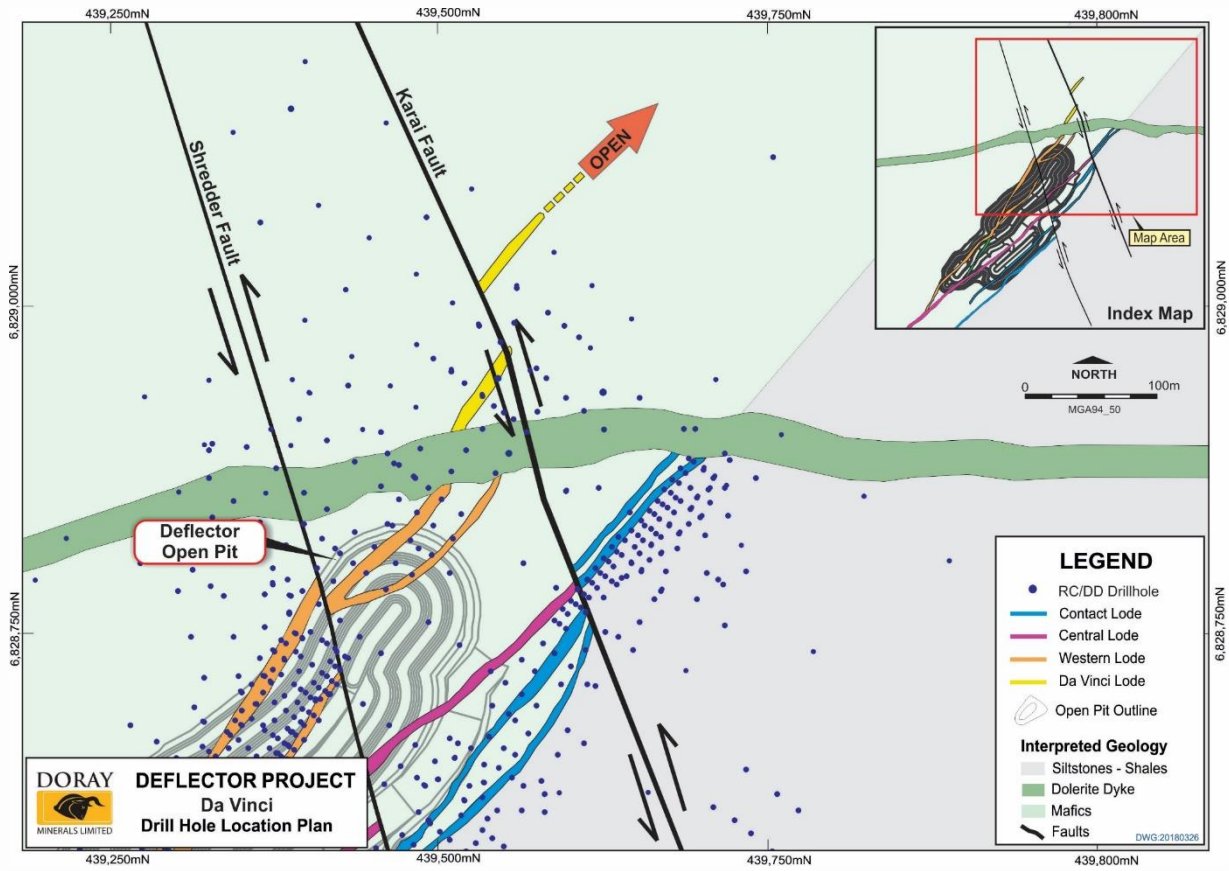 439,250mN
439,500mN
439,750mN
439,800mN
6,829,000mN
6,828,750mN
Shredder Fault
Karai Fault
OPEN
Map Area
Index Map
6,829,000mN
NORTH
0
100m
MGA94_50
Deflector
Open Pit
LEGEND
RC/DD Drillhole
Contact Lode
Central Lode
Western Lode
Da Vinci Lode
Open Pit Outline
Interpreted Geology
Siltstones - Shales
Dolerite Dyke
Mafics
Faults
DWG:20180326
6,828,750mN
DORAY
MINERALS LIMITED
DEFLECTOR PROJECT
Da Vinci
Drill Hole Location Plan
439,250mN
439,500mN
439,750mN
439,800mN